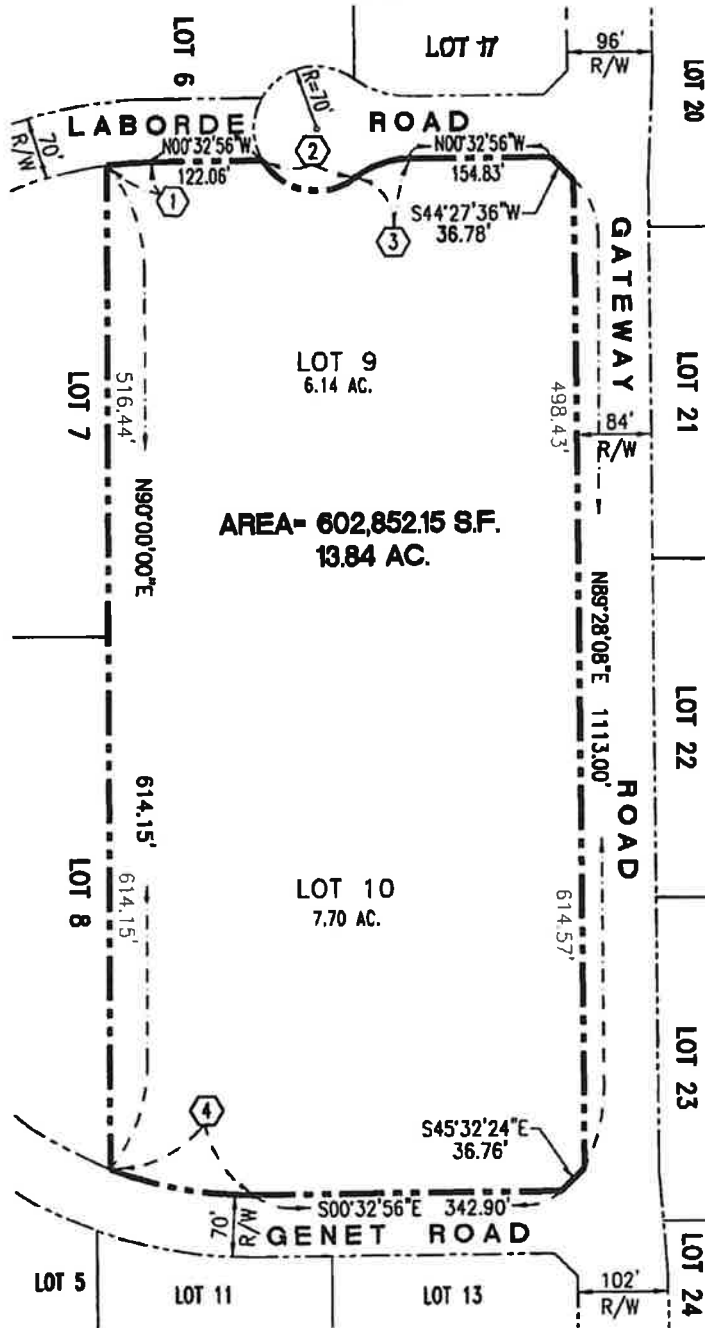 LOT 6
LOT 17
96'
R/W
LOT 20
70'
R/W
LABORDE ROAD
R=70'
N00°32'56"W
122.06'
1
2
3
N00°32'56"W
154.83'
S44°27'36"W
36.78'
GATEWAY ROAD
LOT 21
84'
R/W
LOT 9
6.14 AC.
LOT 7
516.44'
N90°00'00"E
498.43'
AREA= 602,852.15 S.F.
13.84 AC.
N89°28'08"E 1113.00'
LOT 22
614.15'
614.15'
LOT 8
LOT 10
7.70 AC.
614.57'
LOT 23
4
S45°32'24"E
36.76'
S00°32'56"E 342.90'
70'
R/W
GENET ROAD
LOT 5
LOT 11
LOT 13
102'
R/W
LOT 24